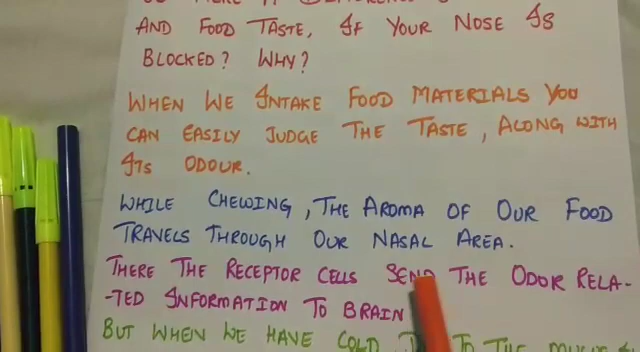 AND FOOD TASTE, IF YOUR NOSE IS
BLOCKED? WHY?
WHEN WE INTAKE FOOD MATERIALS YOU
CAN EASILY JUDGE THE TASTE, ALONG WITH
ITS ODOUR.
WHILE CHEWING, THE AROMA OF OUR FOOD
TRAVELS THROUGH OUR NASAL AREA.
THERE THE RECEPTOR CELLS SEND THE ODOR RELA-
-TED INFORMATION TO BRAIN
BUT WHEN WE HAVE COLD TO THE